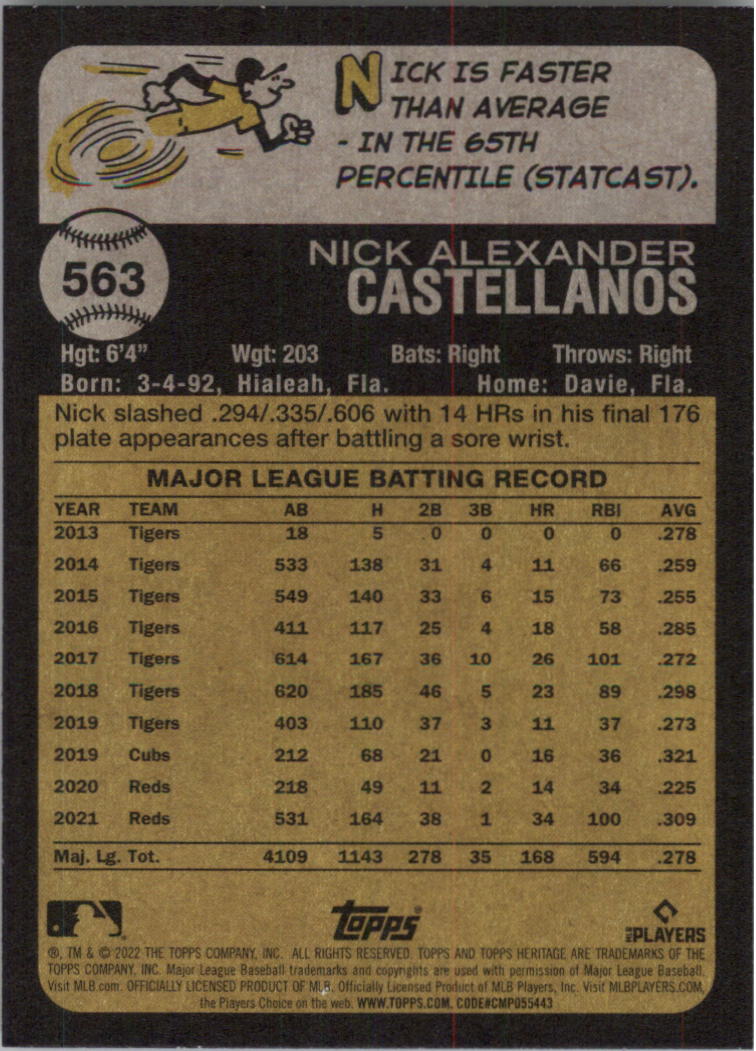 NICK IS FASTER
THAN AVERAGE
- IN THE 65TH
PERCENTILE (STATCAST).
563
NICK ALEXANDER
CASTELLANOS
Hgt: 6'4" Wgt: 203 Bats: Right Throws: Right
Born: 3-4-92, Hialeah, Fla. Home: Davie, Fla.
Nick slashed .294/.335/.606 with 14 HRs in his final 176
plate appearances after battling a sore wrist.
MAJOR LEAGUE BATTING RECORD
YEAR TEAM AB H 2B 3B HR RBI AVG
2013 Tigers 18 5 0 0 0 0 .278
2014 Tigers 533 138 31 4 11 66 .259
2015 Tigers 549 140 33 6 15 73 .255
2016 Tigers 411 117 25 4 18 58 .285
2017 Tigers 614 167 36 10 26 101 .272
2018 Tigers 620 185 46 5 23 89 .298
2019 Tigers 403 110 37 3 11 37 .273
2019 Cubs 212 68 21 0 16 36 .321
2020 Reds 218 49 11 2 14 34 .225
2021 Reds 531 164 38 1 34 100 .309
Maj. Lg. Tot. 4109 1143 278 35 168 594 .278
Topps
MLB PLAYERS
®, TM & © 2022 THE TOPPS COMPANY, INC. ALL RIGHTS RESERVED. TOPPS AND TOPPS HERITAGE ARE TRADEMARKS OF THE
TOPPS COMPANY, INC. Major League Baseball trademarks and copyrights are used with permission of Major League Baseball.
Visit MLB.com. OFFICIALLY LICENSED PRODUCT OF MLB. Officially Licensed Product of MLB Players, Inc. Visit MLBPLAYERS.COM,
the Players Choice on the web. WWW.TOPPS.COM. CODE#CMP055443